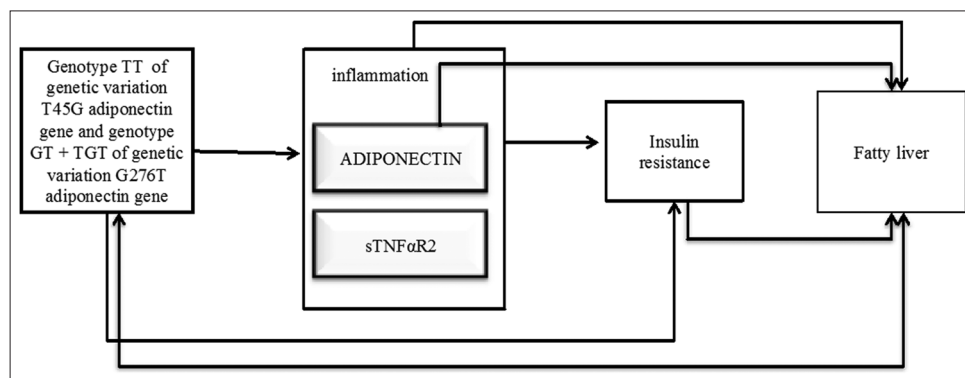 Genotype TT of
genetic variation
T45G adiponectin
gene and genotype
GT + TGT of genetic
variation G276T
adiponectin gene
inflammation
ADIPONECTIN
sTNFαR2
Insulin
resistance
Fatty liver